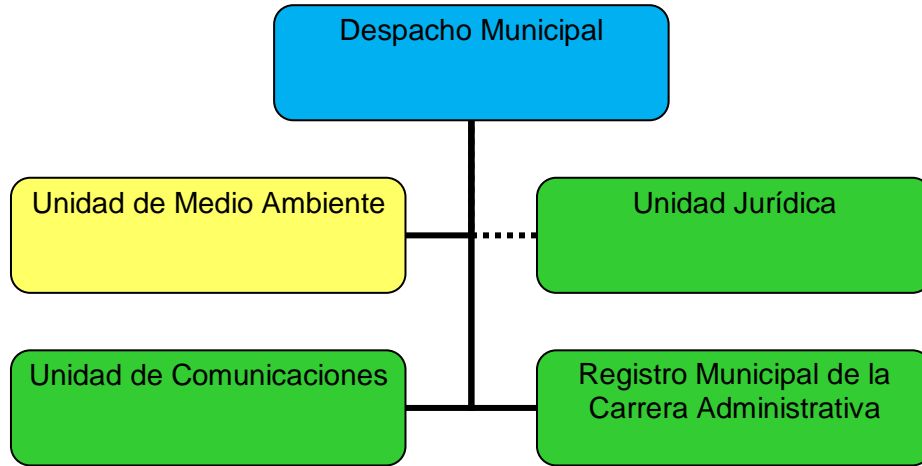 Despacho Municipal
Unidad de Medio Ambiente
Unidad Jurídica
Unidad de Comunicaciones
Registro Municipal de la
Carrera Administrativa